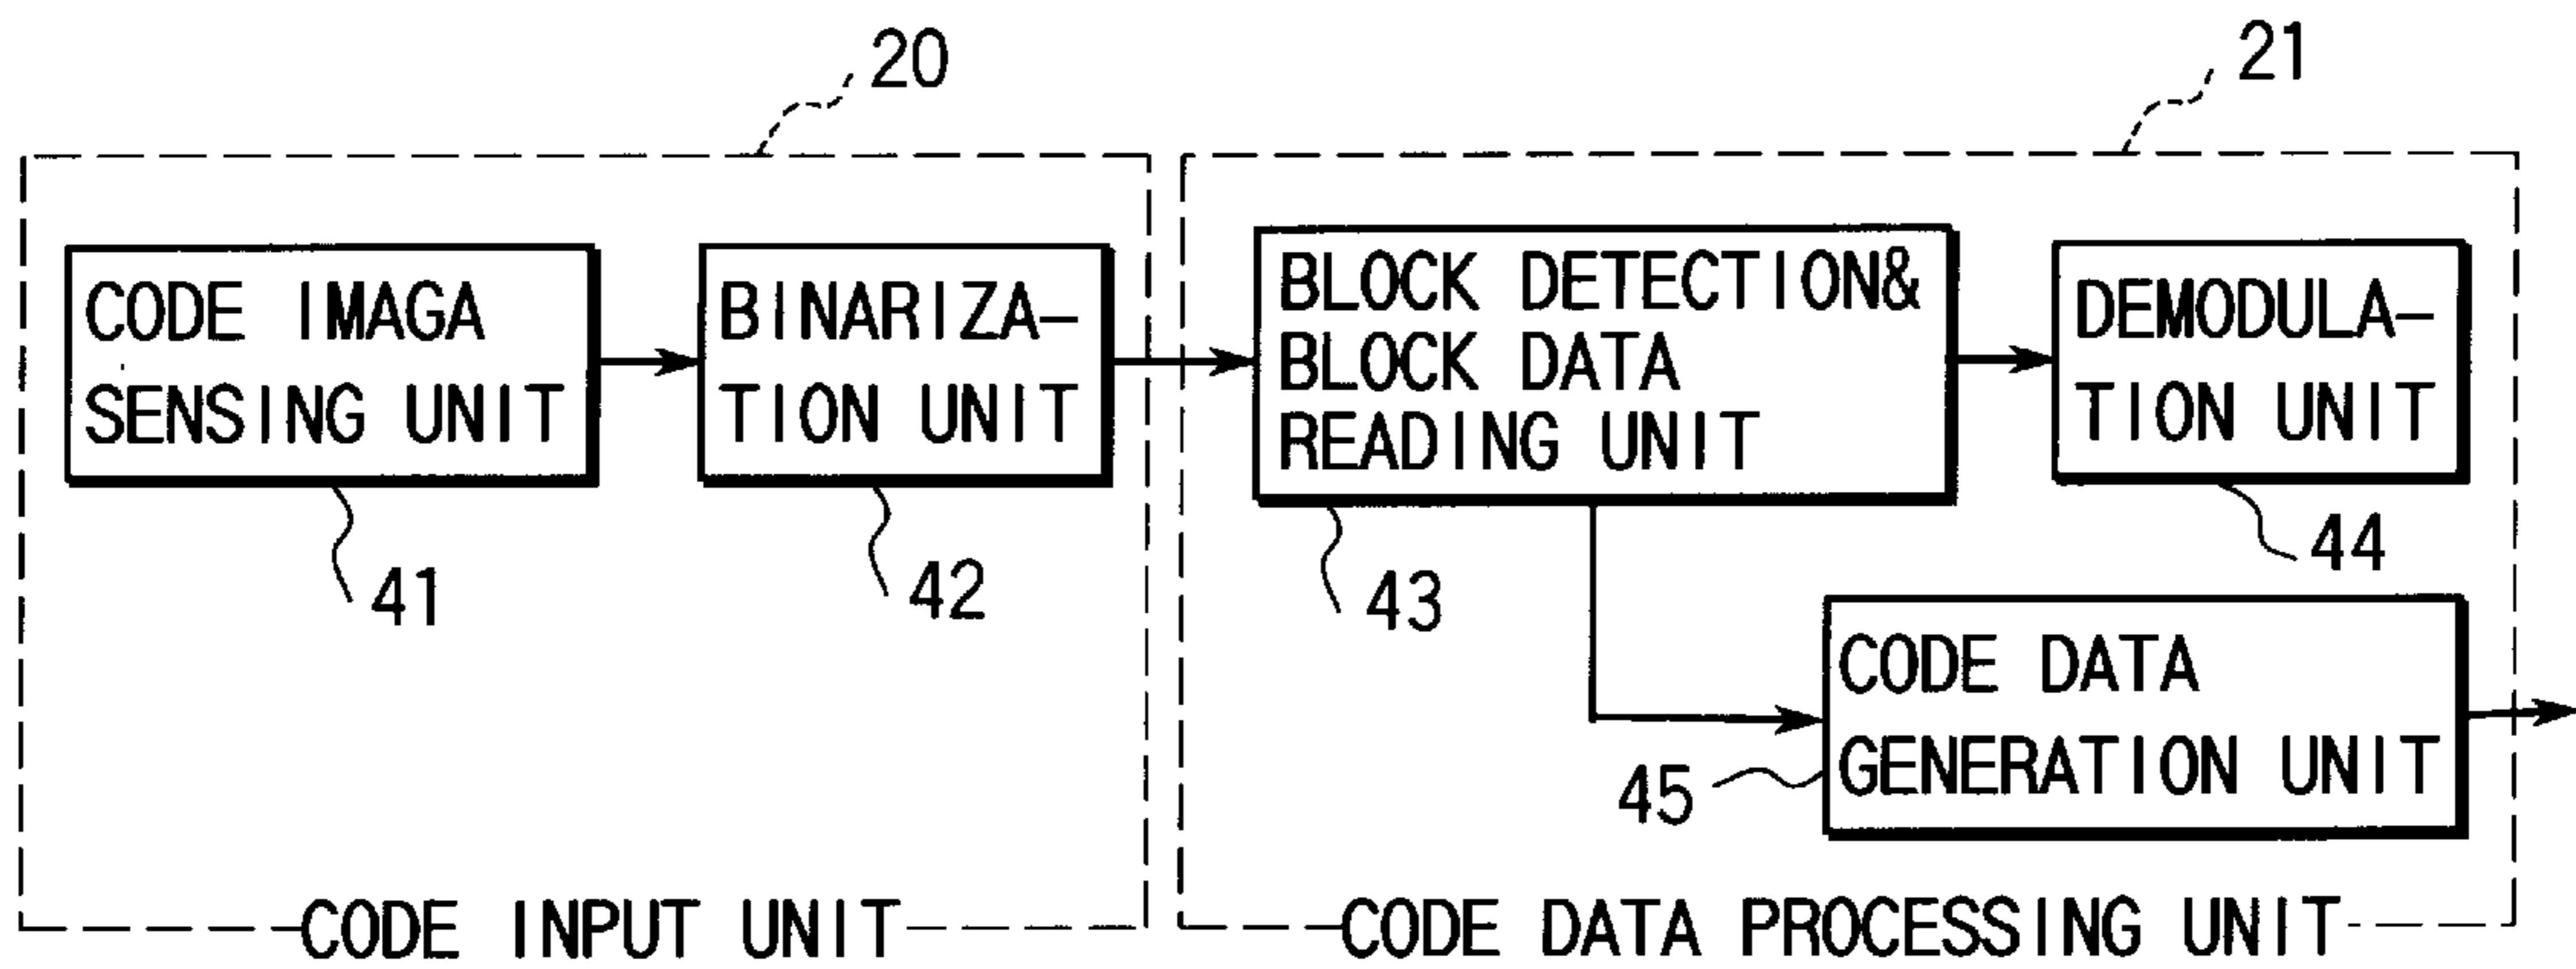 20
21
CODE IMAGA
SENSING UNIT
41
BINARIZA-
TION UNIT
42
BLOCK DETECTION&
BLOCK DATA
READING UNIT
43
DEMODULA-
TION UNIT
44
CODE DATA
GENERATION UNIT
45
CODE INPUT UNIT
CODE DATA PROCESSING UNIT